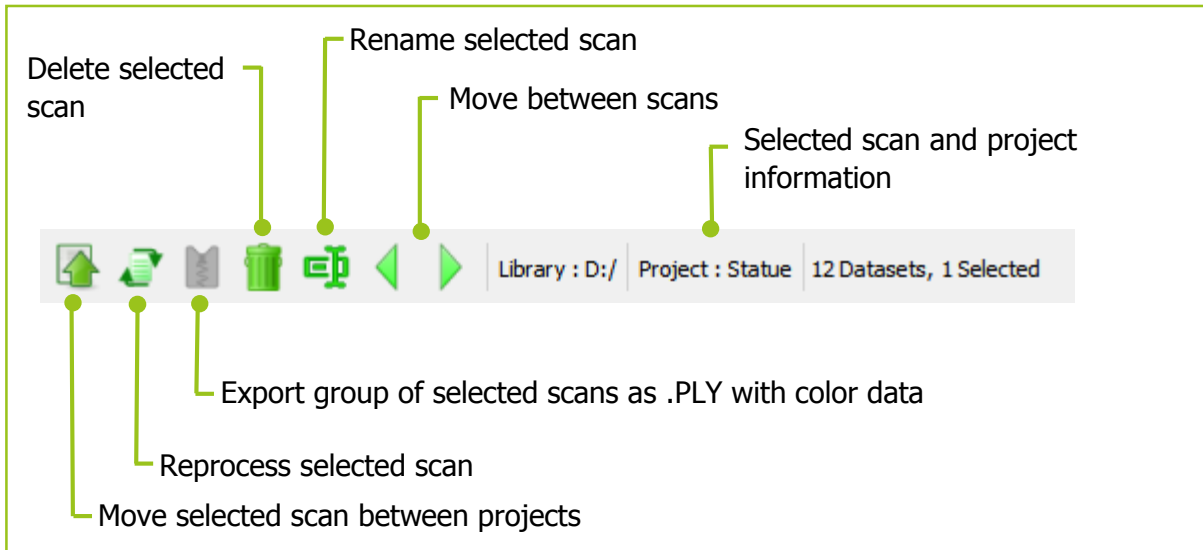 Rename selected scan
Delete selected
scan
Move between scans
Selected scan and project
information
Library : D:/ Project : Statue 12 Datasets, 1 Selected
Export group of selected scans as .PLY with color data
Reprocess selected scan
Move selected scan between projects